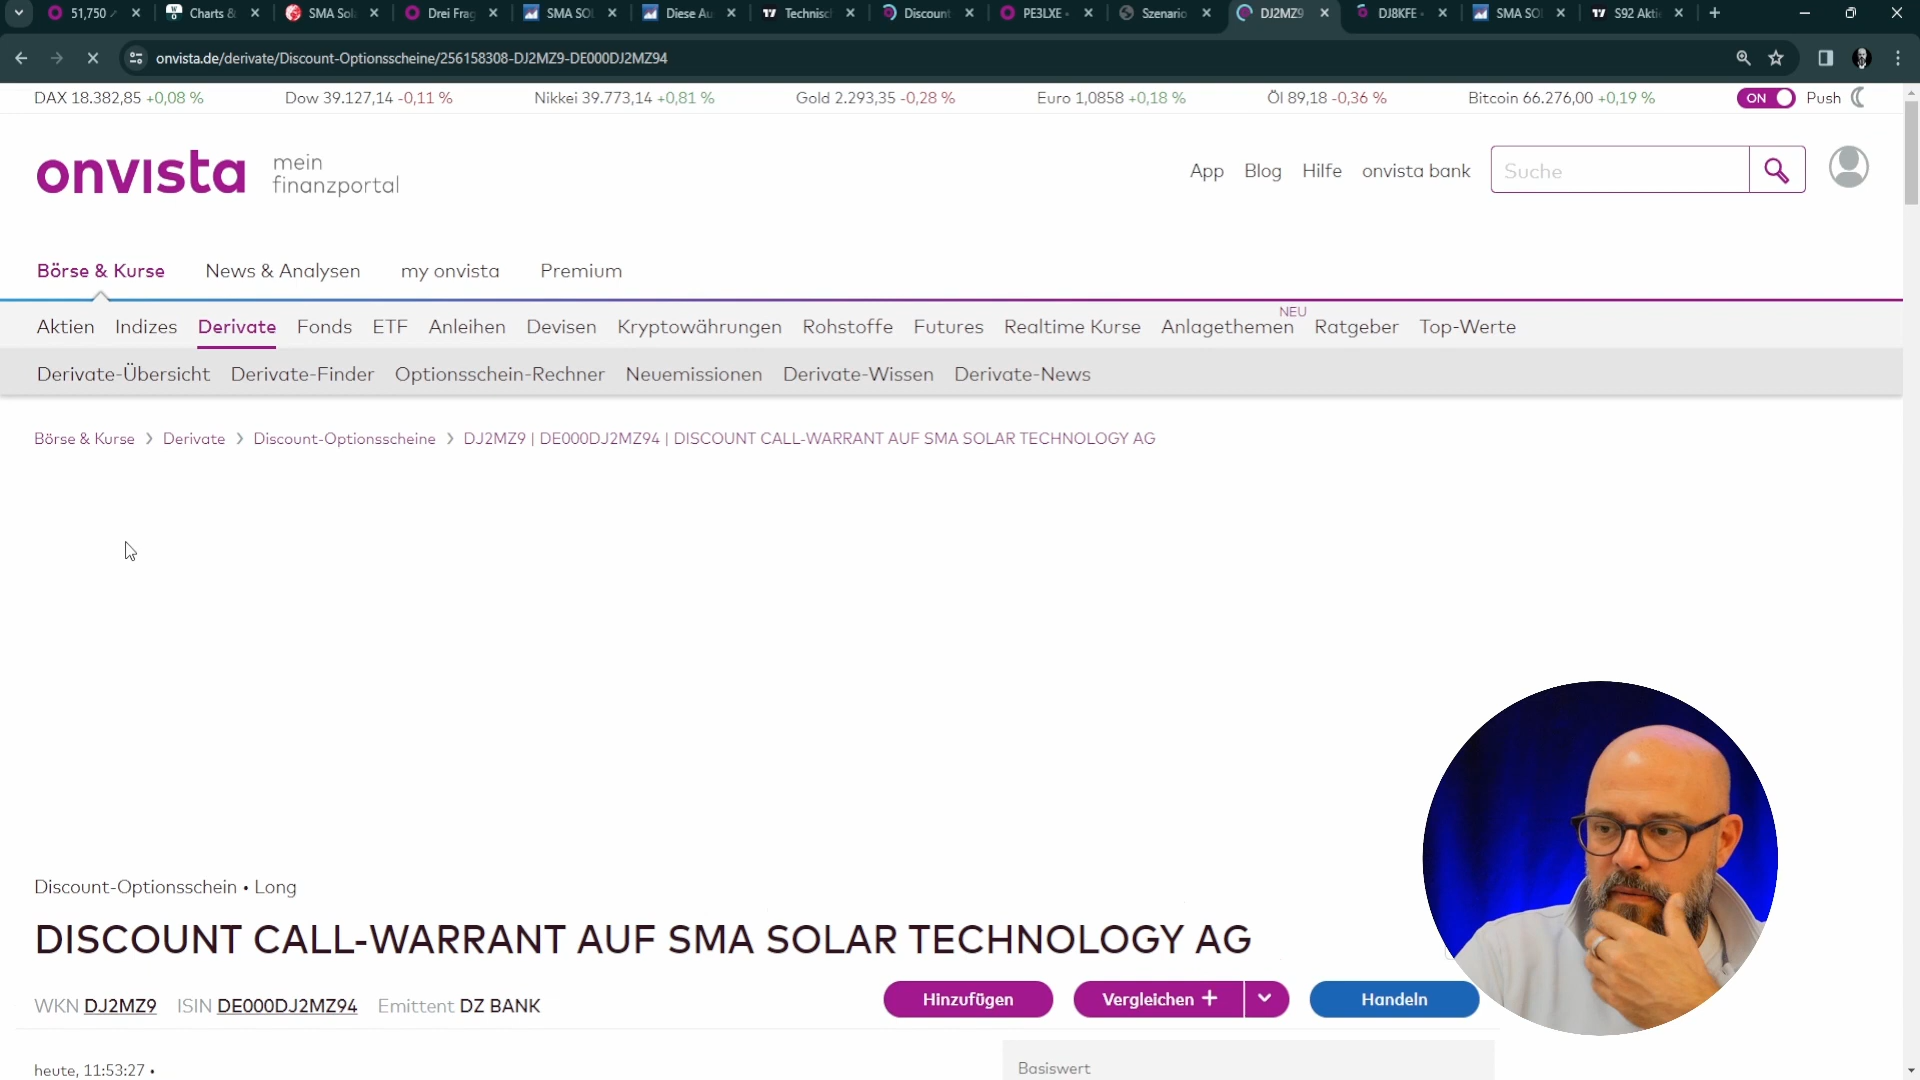 51,750
Charts &
SMA Sol
Drei Frag
SMA SO
Diese Au
Technisc
Discount
PE3LXE -
Szenario
DJ2MZ9
DJ8KFE -
SMA SO
S92 Akti
onvista.de/derivate/Discount-Optionsscheine/256158308-DJ2MZ9-DE000DJ2MZ94
DAX 18.382,85 +0,08 %
Dow 39.127,14 -0,11 %
Nikkei 39.773,14 +0,81 %
Gold 2.293,35 -0,28 %
Euro 1,0858 +0,18 %
Öl 89,18 -0,36 %
Bitcoin 66.276,00 +0,19 %
ON Push
onvista mein finanzportal
App Blog Hilfe onvista bank Suche
Börse & Kurse News & Analysen my onvista Premium
NEU
Aktien Indizes Derivate Fonds ETF Anleihen Devisen Kryptowährungen Rohstoffe Futures Realtime Kurse Anlagethemen Ratgeber Top-Werte
Derivate-Übersicht Derivate-Finder Optionsschein-Rechner Neuemissionen Derivate-Wissen Derivate-News
Börse & Kurse > Derivate > Discount-Optionsscheine > DJ2MZ9 | DE000DJ2MZ94 | DISCOUNT CALL-WARRANT AUF SMA SOLAR TECHNOLOGY AG
Discount-Optionsschein • Long
DISCOUNT CALL-WARRANT AUF SMA SOLAR TECHNOLOGY AG
WKN DJ2MZ9 ISIN DE000DJ2MZ94 Emittent DZ BANK
Hinzufügen Vergleichen + Handeln
heute, 11:53:27 •
Basiswert